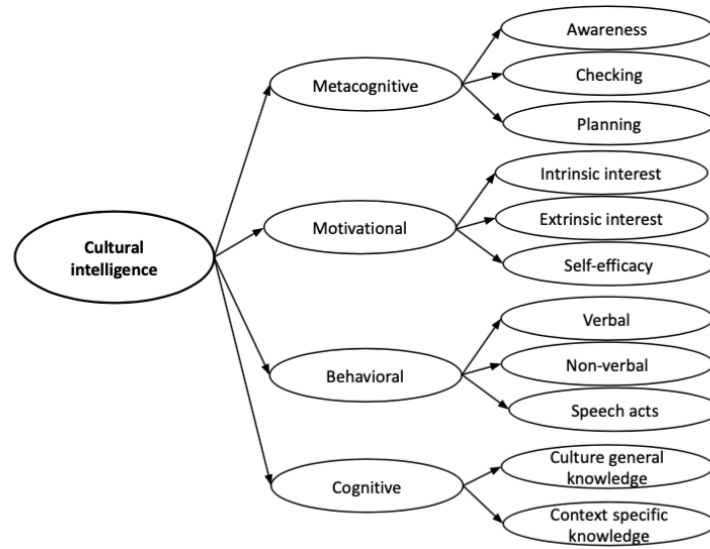 Awareness
Metacognitive
Checking
Planning
Intrinsic interest
Motivational
Extrinsic interest
Self-efficacy
Cultural
intelligence
Verbal
Behavioral
Non-verbal
Speech acts
Culture general
knowledge
Cognitive
Context specific
knowledge